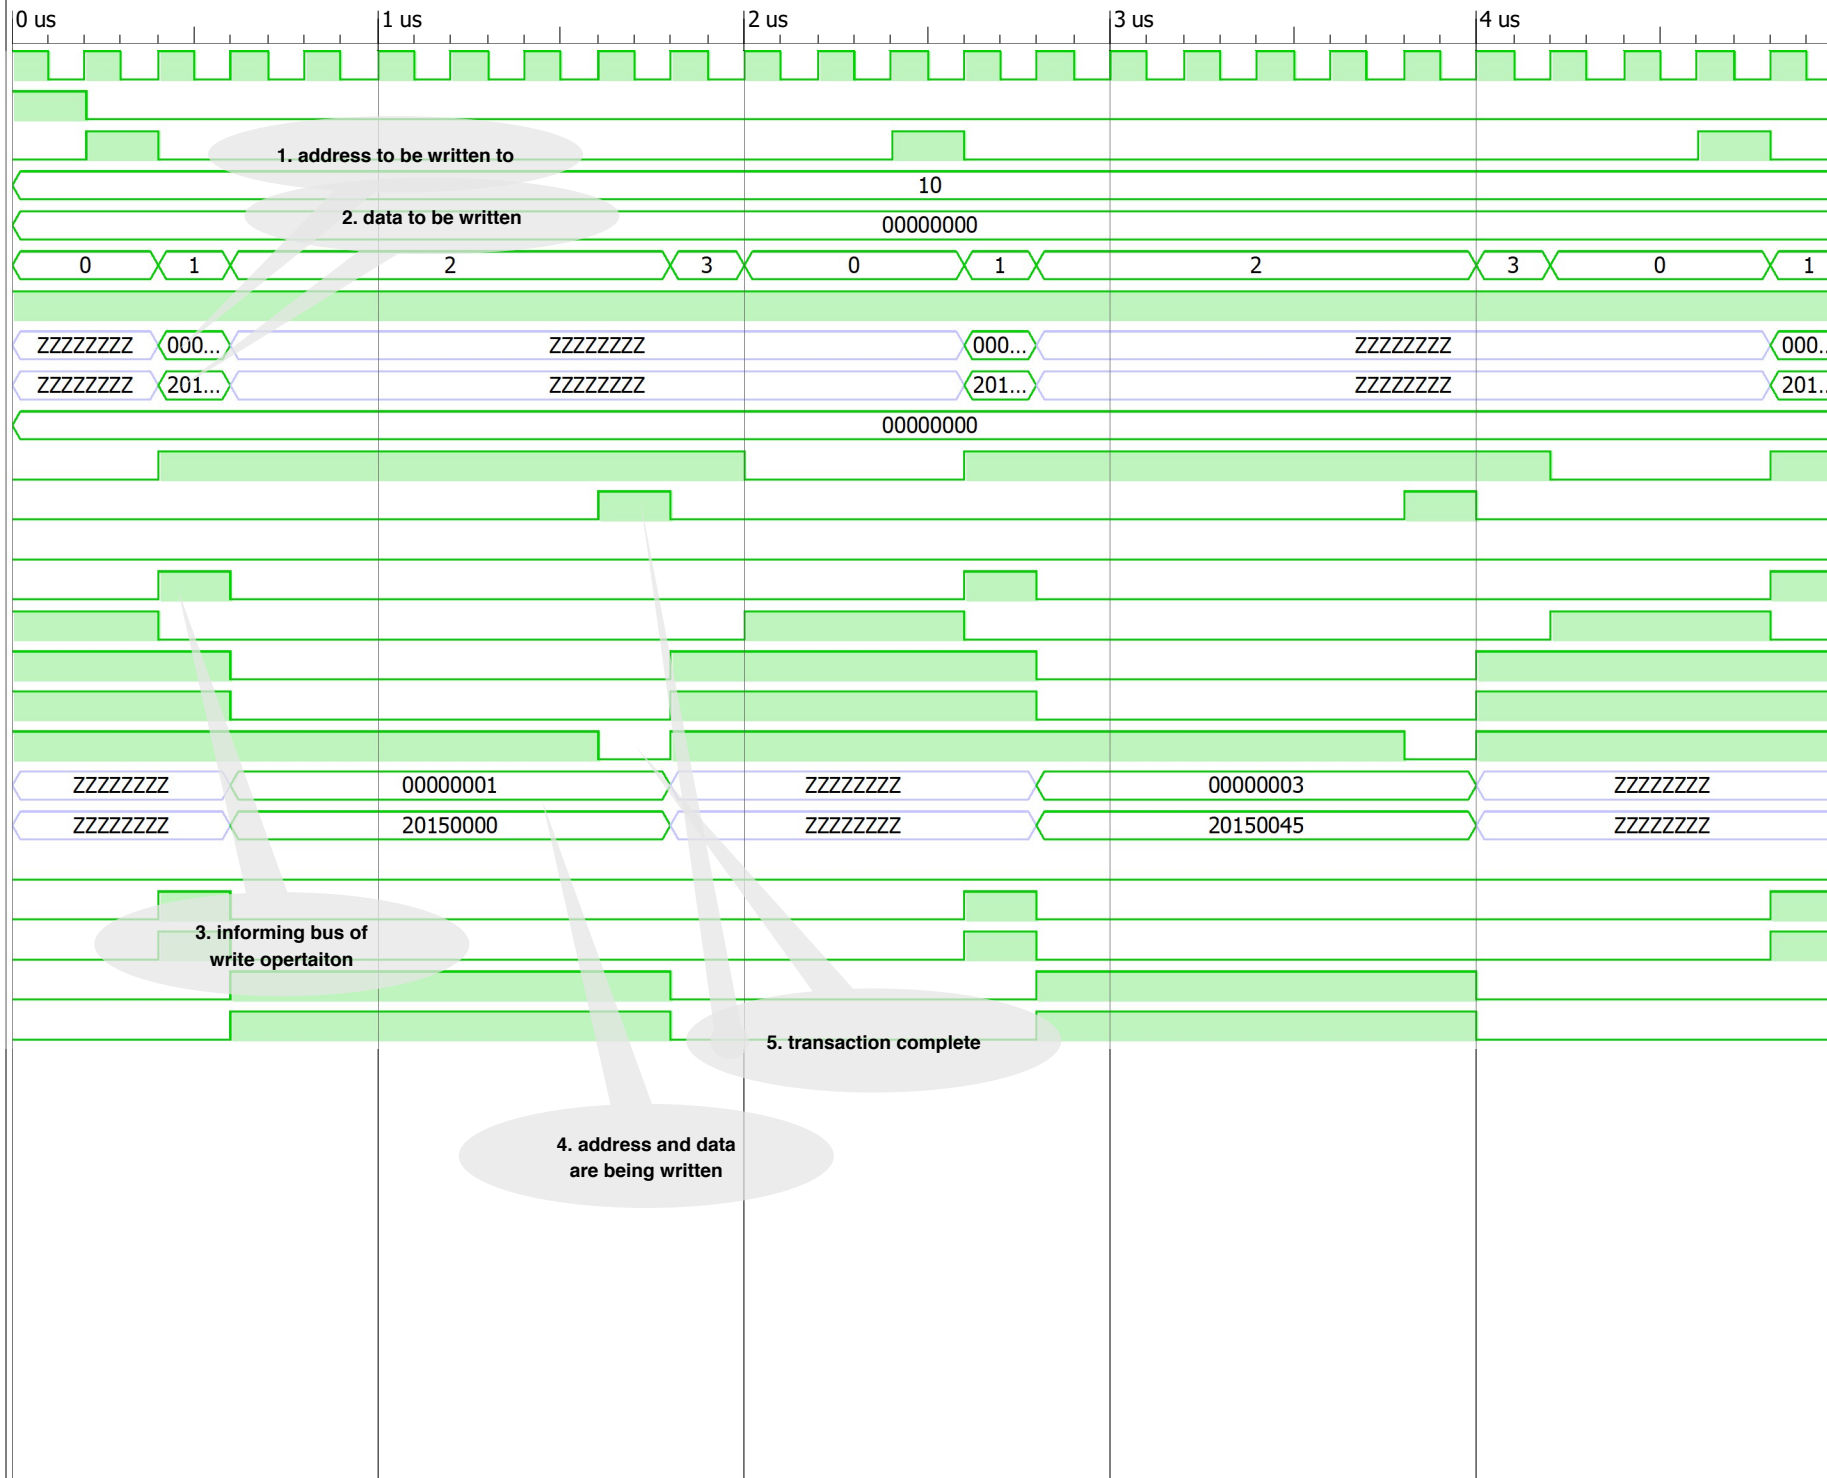 0 us 1 us 2 us 3 us 4 us
1. address to be written to
10
2. data to be written
00000000
0 1 2 3 0 1 2 3 0 1
ZZZZZZZZ 000... ZZZZZZZZ 000... ZZZZZZZZ 000..
ZZZZZZZZ 201... ZZZZZZZZ 201... ZZZZZZZZ 201..
00000000
ZZZZZZZZ 00000001 ZZZZZZZZ 00000003 ZZZZZZZZ
ZZZZZZZZ 20150000 ZZZZZZZZ 20150045 ZZZZZZZZ
3. informing bus of
write opertaiton
5. transaction complete
4. address and data
are being written